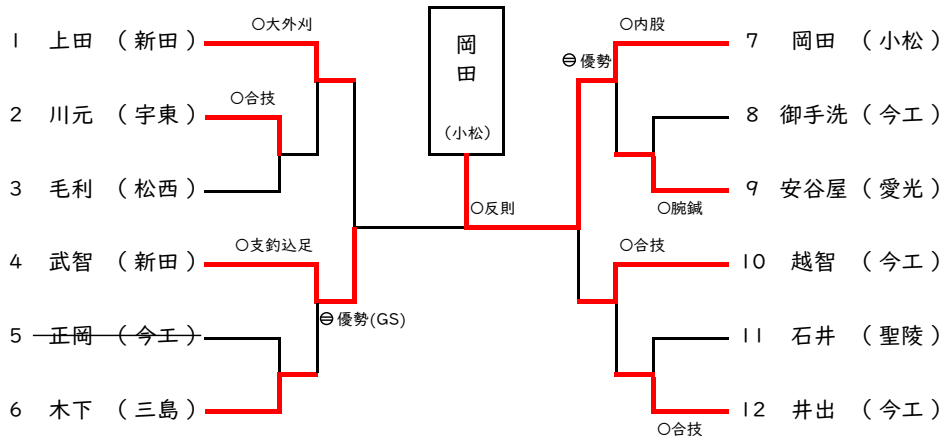 ○大外刈
1 上田 (新田)
○合技
2 川元 (宇東)
3 毛利 (松西)
○支釣込足
4 武智 (新田)
⊖優勢(GS)
5 正岡 (今工)
6 木下 (三島)
岡田
(小松)
○反則
○内股
7 岡田 (小松)
⊖優勢
8 御手洗 (今工)
9 安谷屋 (愛光)
○腕鍼
○合技
10 越智 (今工)
11 石井 (聖陵)
12 井出 (今工)
○合技